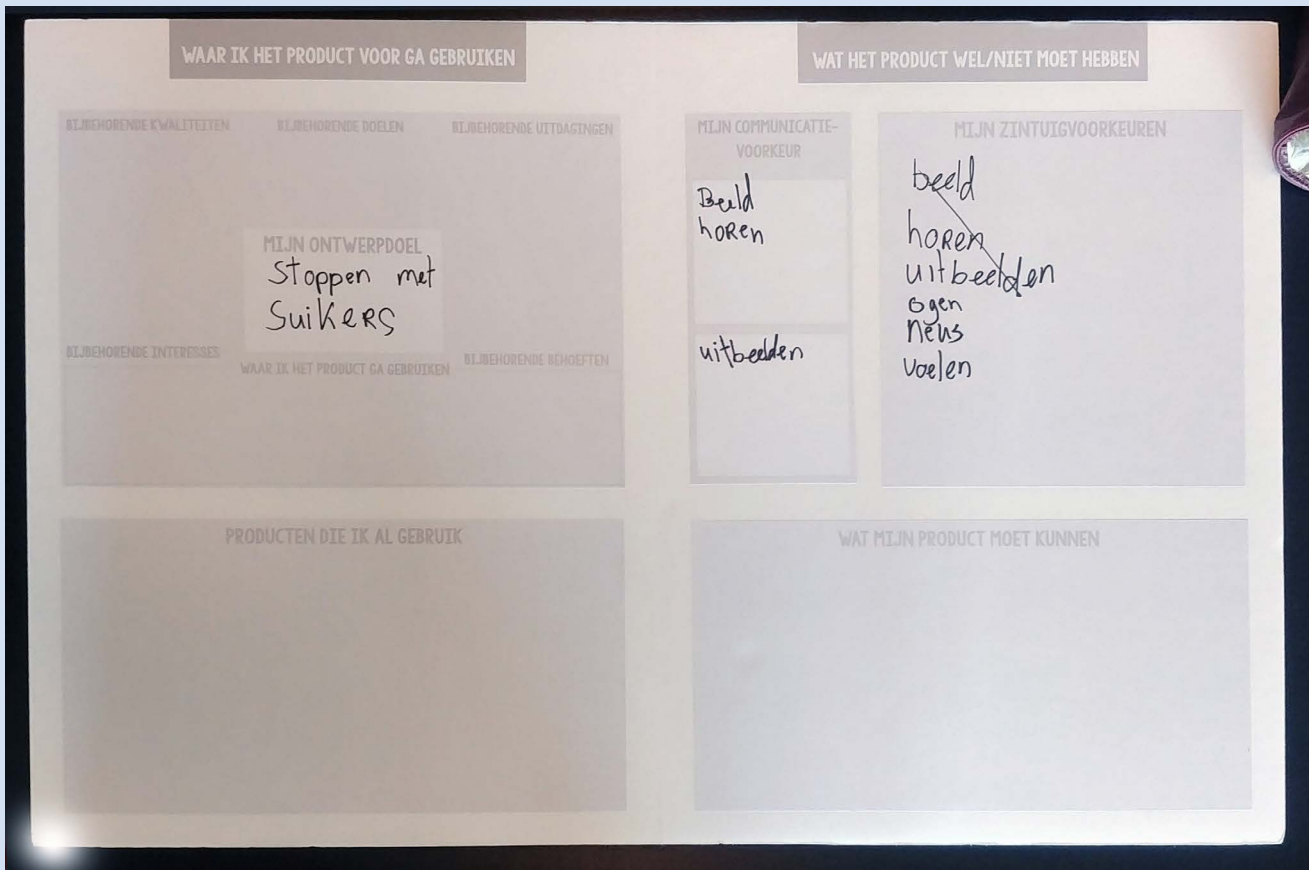 WAAR IK HET PRODUCT VOOR GA GEBRUIKEN
BIJBEHORENDE KWALITEITEN
BIJBEHORENDE DOELEN
BIJBEHORENDE UITDAGINGEN
MIJN ONTWERPDOEL
Stoppen met
SuiKERS
BIJBEHORENDE INTERESSES
WAAR IK HET PRODUCT GA GEBRUIKEN
BIJBEHORENDE BEHOEFTEN
PRODUCTEN DIE IK AL GEBRUIK
WAT HET PRODUCT WEL/NIET MOET HEBBEN
MIJN COMMUNICATIE-
VOORKEUR
Beeld
hoREn
uitbeelden
MIJN ZINTUIGVOORKEUREN
beeld
hoREn
uitbeelden
ogen
neus
voelen
WAT MIJN PRODUCT MOET KUNNEN